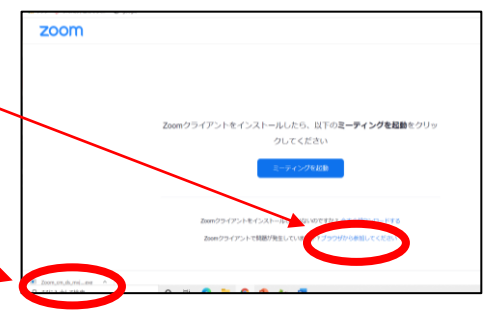 zoom
Zoomクライアントをインストールしたら、以下のミーティングを起動をクリッ
クしてください
ミーティングを起動
Zoomクライアントをインストール
Zoomクライアントで問題が発生してい
ブラウザから参加してください